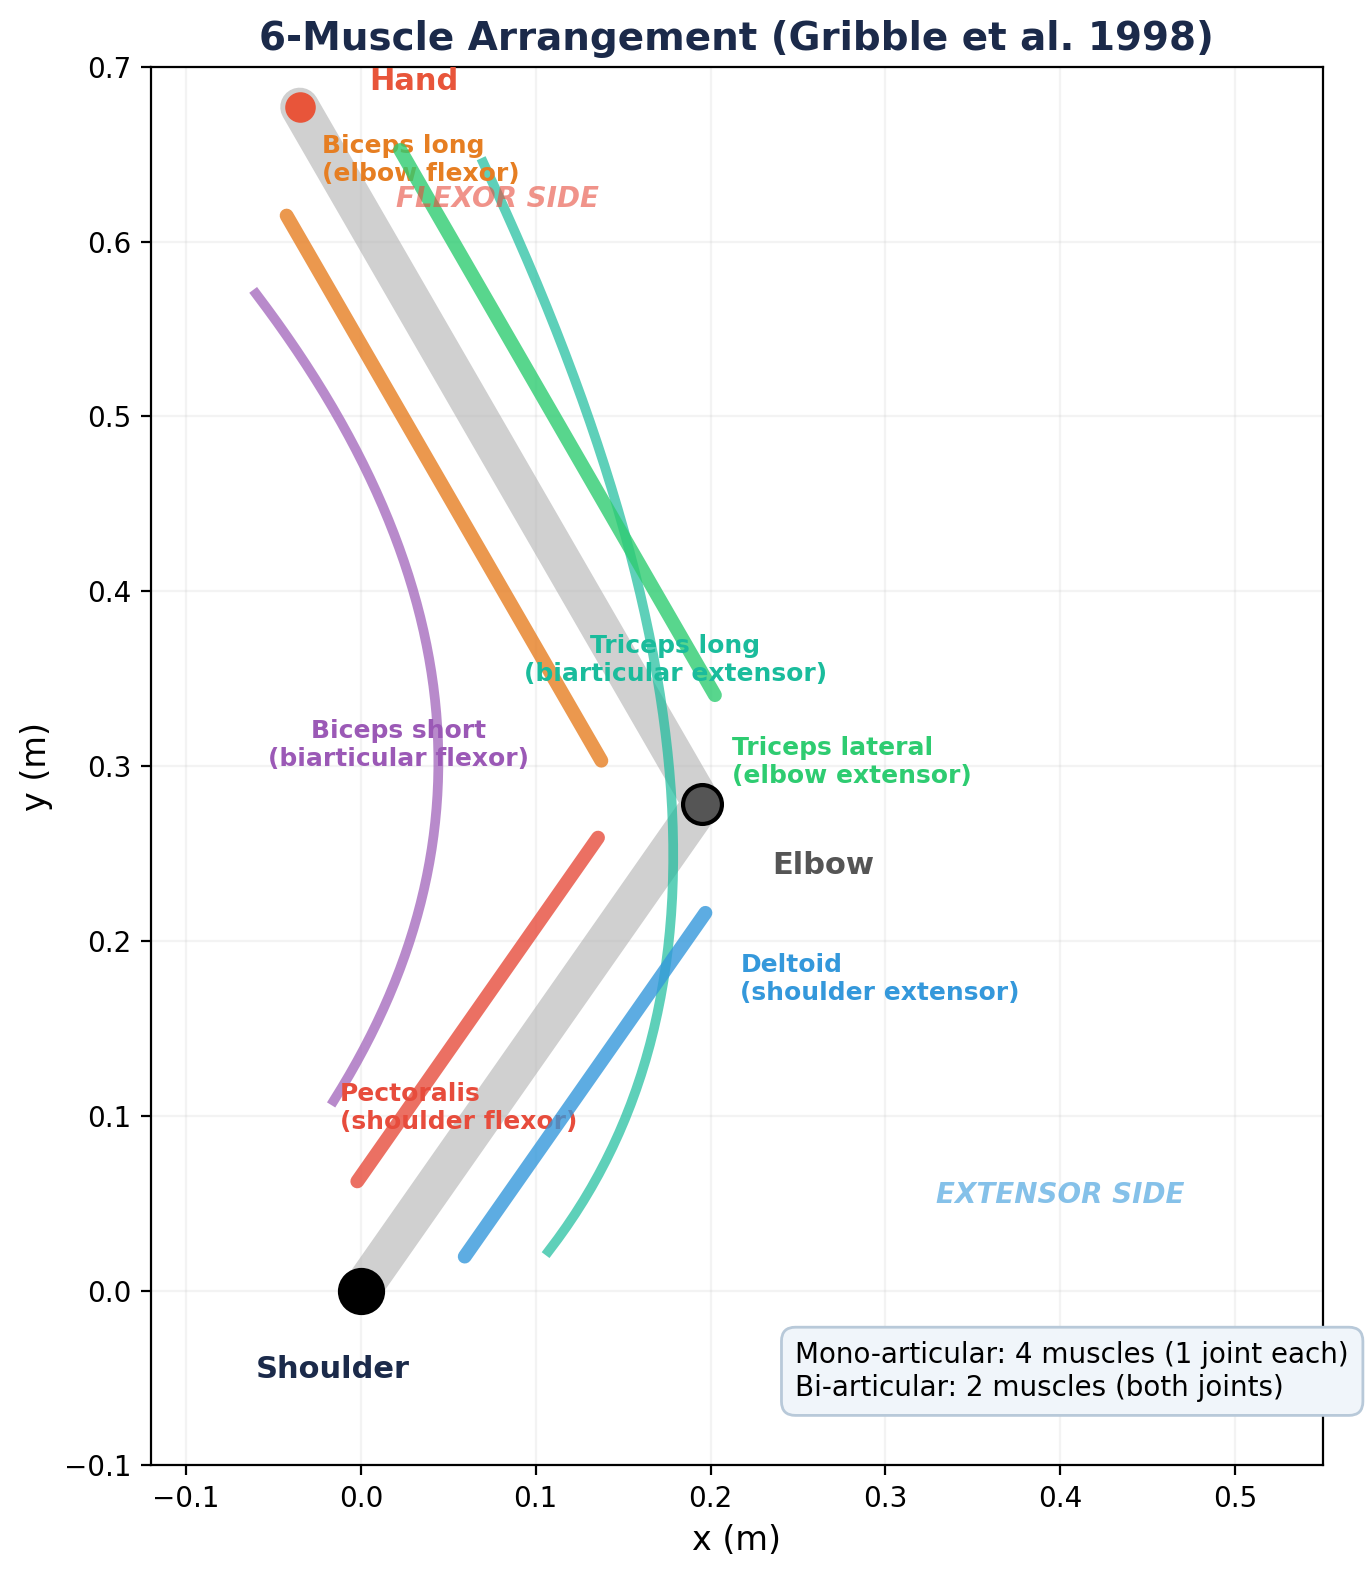 6-Muscle Arrangement (Gribble et al. 1998)
0.7
Hand
Biceps long
(elbow flexor)
FLEXOR SIDE
0.6
0.5
0.4
Triceps long
(biarticular extensor)
Biceps short
(biarticular flexor)
Triceps lateral
(elbow extensor)
y (m)
0.3
Elbow
0.2
Deltoid
(shoulder extensor)
0.1
Pectoralis
(shoulder flexor)
EXTENSOR SIDE
0.0
Shoulder
Mono-articular: 4 muscles (1 joint each)
Bi-articular: 2 muscles (both joints)
−0.1
−0.1 0.0 0.1 0.2 0.3 0.4 0.5
x (m)